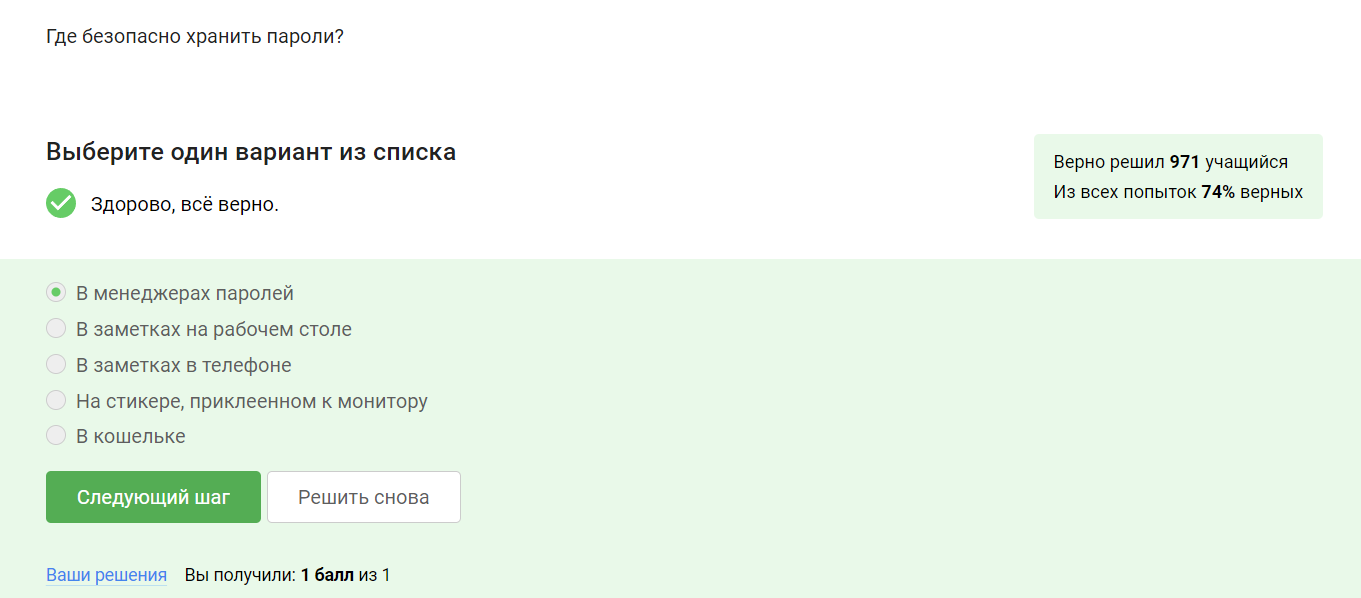 Где безопасно хранить пароли?
Выберите один вариант из списка
Верно решил 971 учащийся
Из всех попыток 74% верных
Здорово, всё верно.
В менеджерах паролей
В заметках на рабочем столе
В заметках в телефоне
На стикере, приклеенном к монитору
В кошельке
Следующий шаг
Решить снова
Ваши решения Вы получили: 1 балл из 1